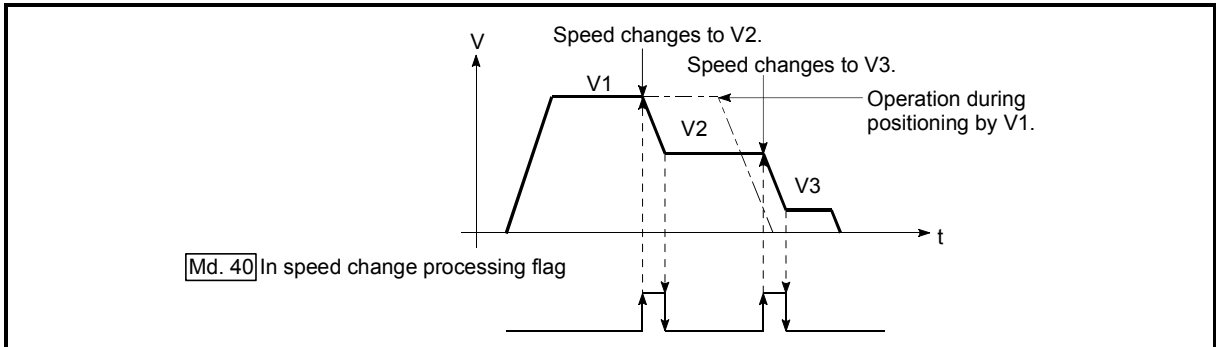 V
Speed changes to V2.
Speed changes to V3.
V1
Operation during
positioning by V1.
V2
V3
t
Md. 40 In speed change processing flag